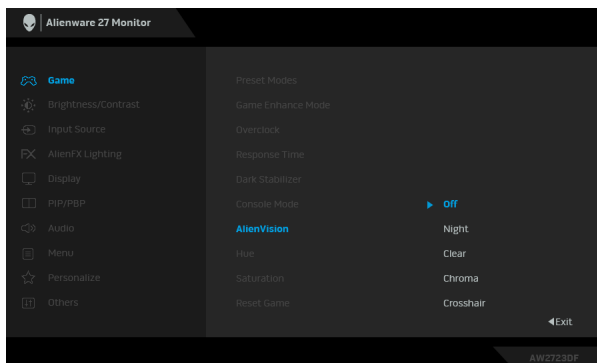 Alienware 27 Monitor
Game
Brightness/Contrast
Input Source
AlienFX Lighting
Display
PIP/PBP
Audio
Menu
Personalize
Others
Preset Modes
Game Enhance Mode
Overclock
Response Time
Dark Stabilizer
Console Mode
AlienVision
Hue
Saturation
Reset Game
Off
Night
Clear
Chroma
Crosshair
Exit
AW2723DF